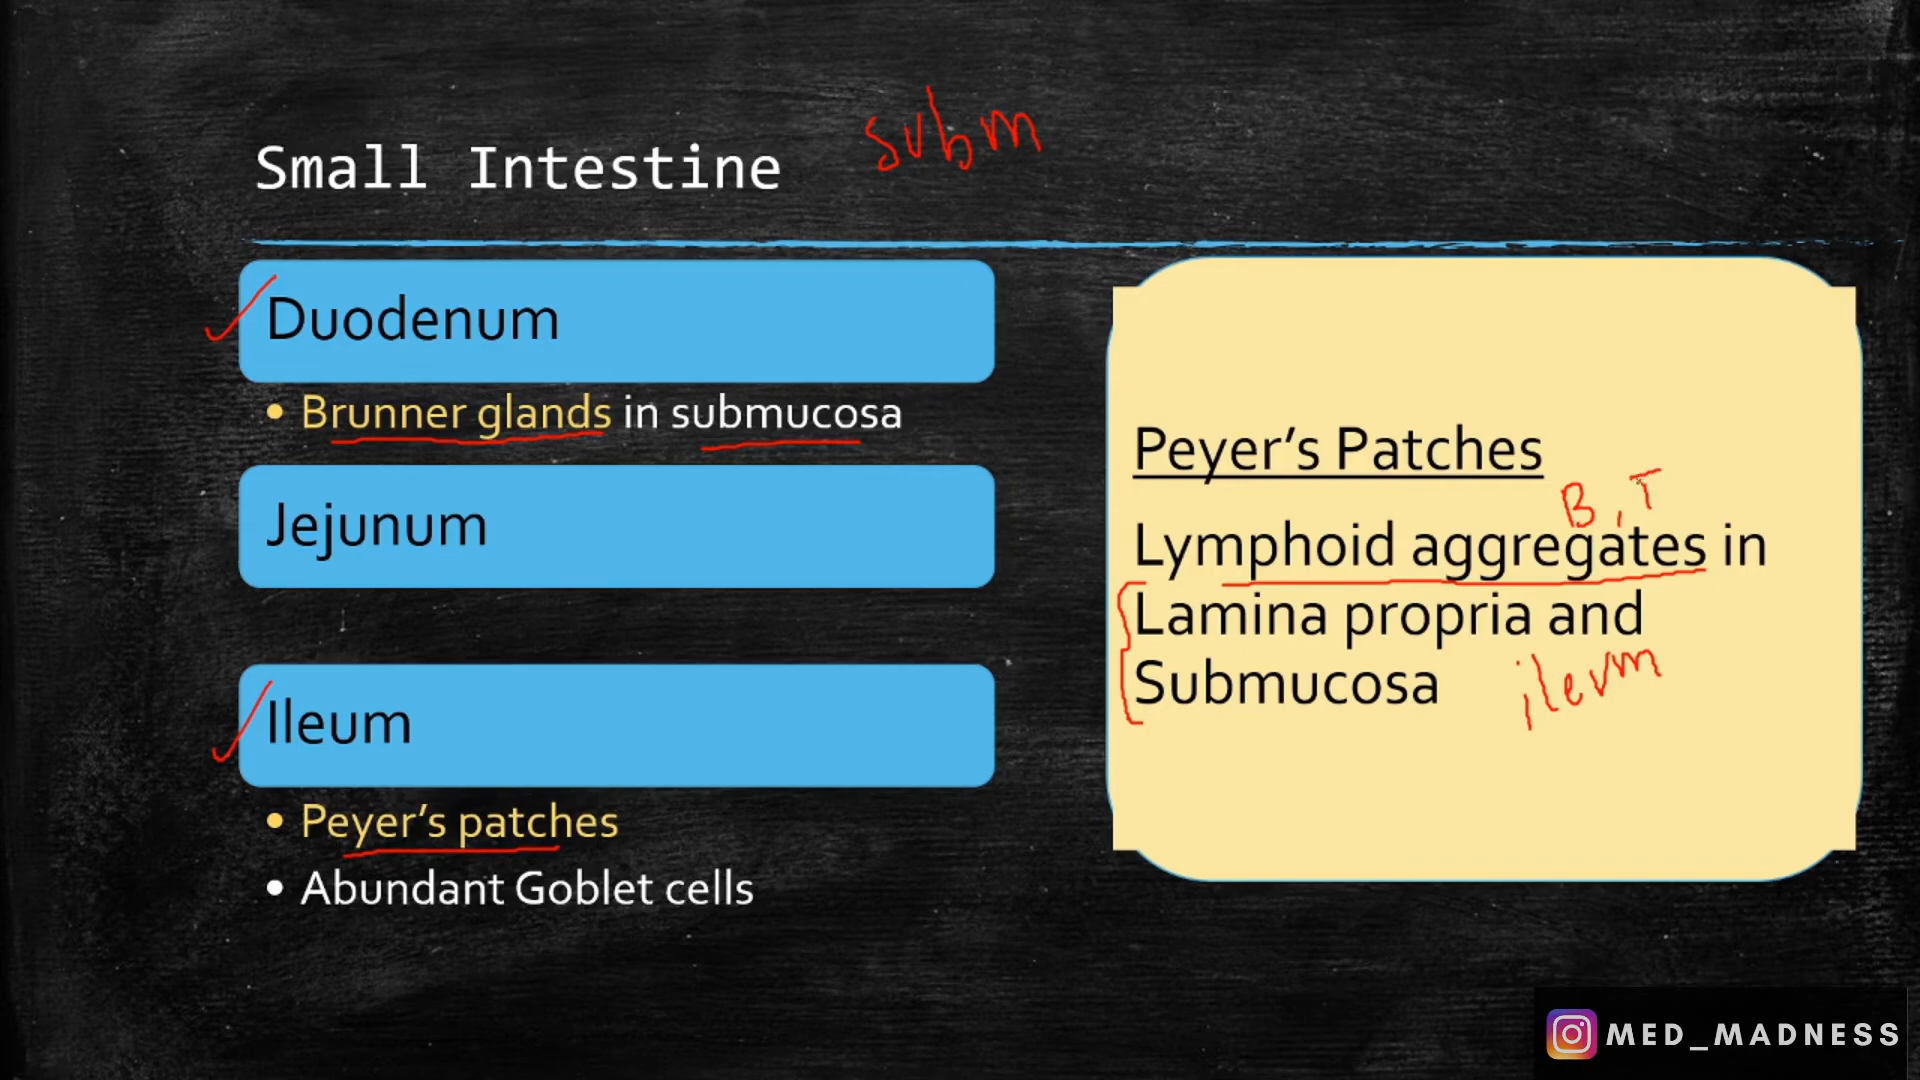 subm
Small Intestine
Duodenum
• Brunner glands in submucosa
Jejunum
Ileum
• Peyer's patches
• Abundant Goblet cells
Peyer's Patches
B, T
Lymphoid aggregates in
Lamina propria and
Submucosa
ileum
MED_MADNESS